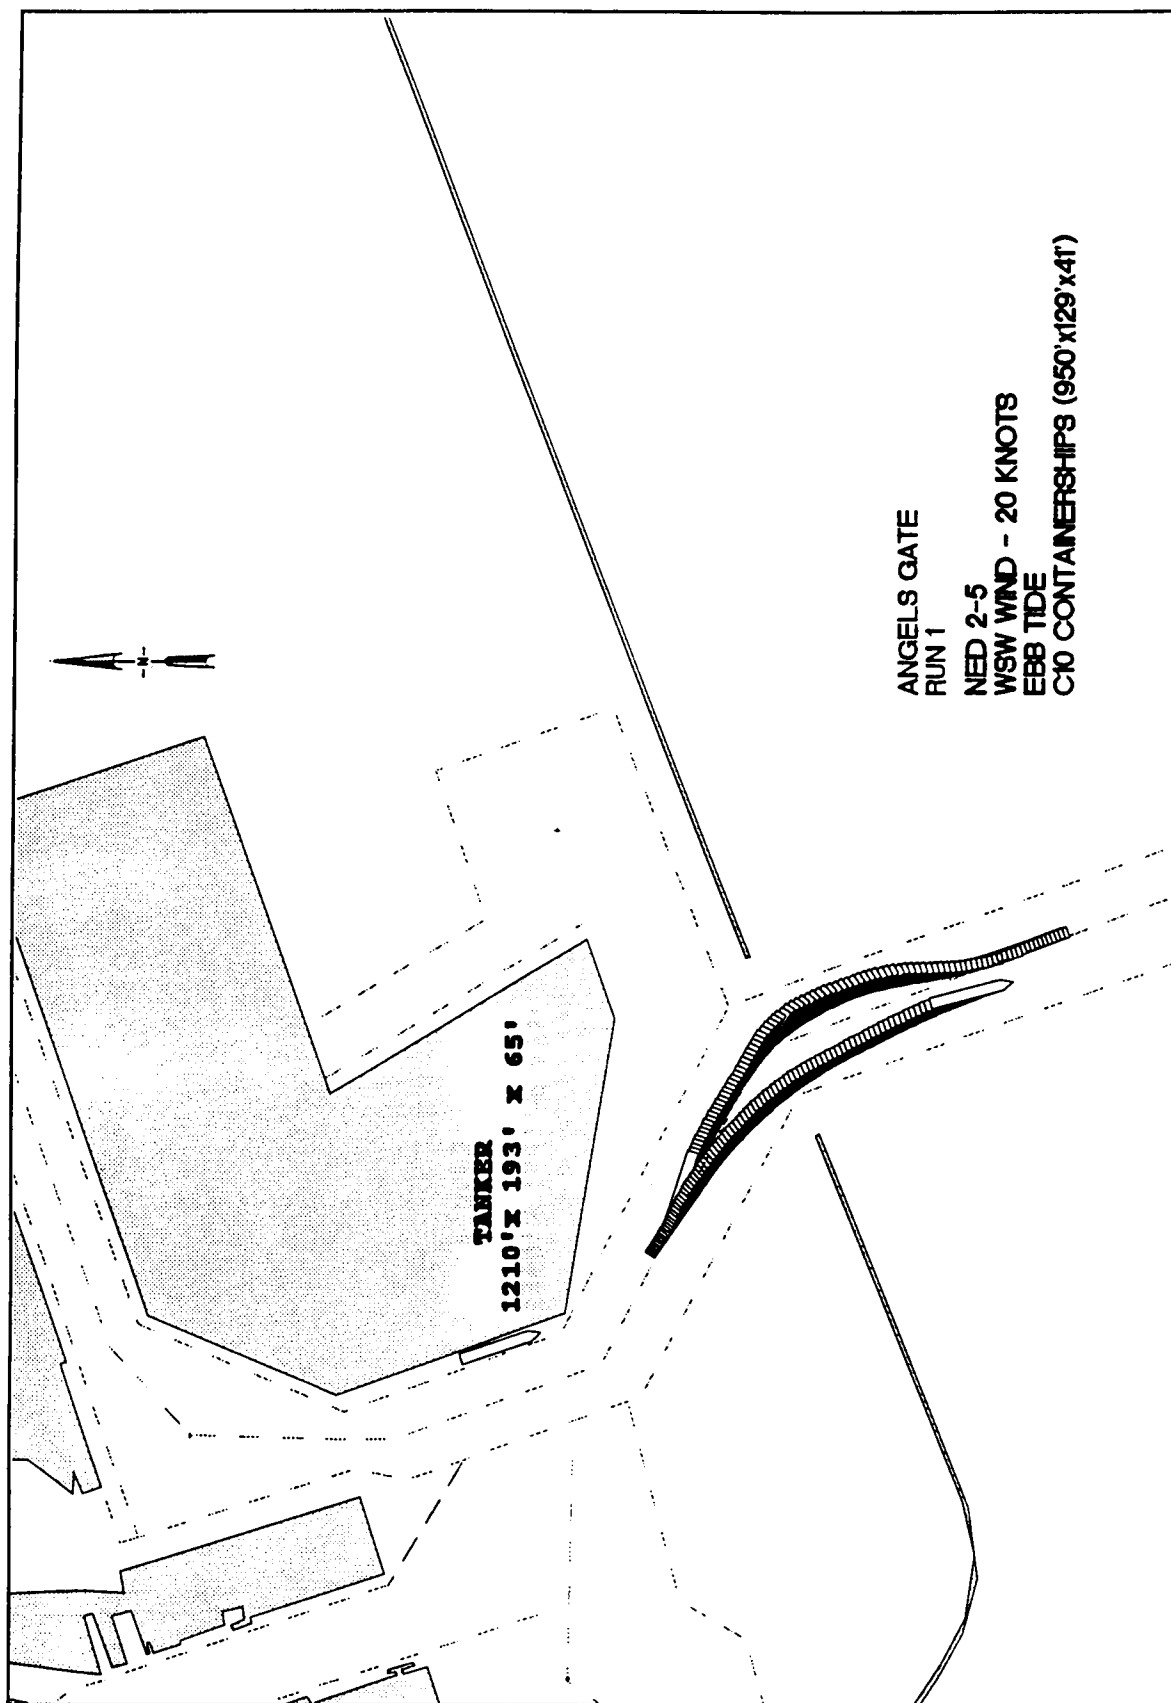 -N-
TANKER
1210'x 193' x 65'
ANGELS GATE
RUN 1
NED 2-5
WSW WIND - 20 KNOTS
EBB TIDE
C10 CONTAINERSHIPS (950'x129'x41')